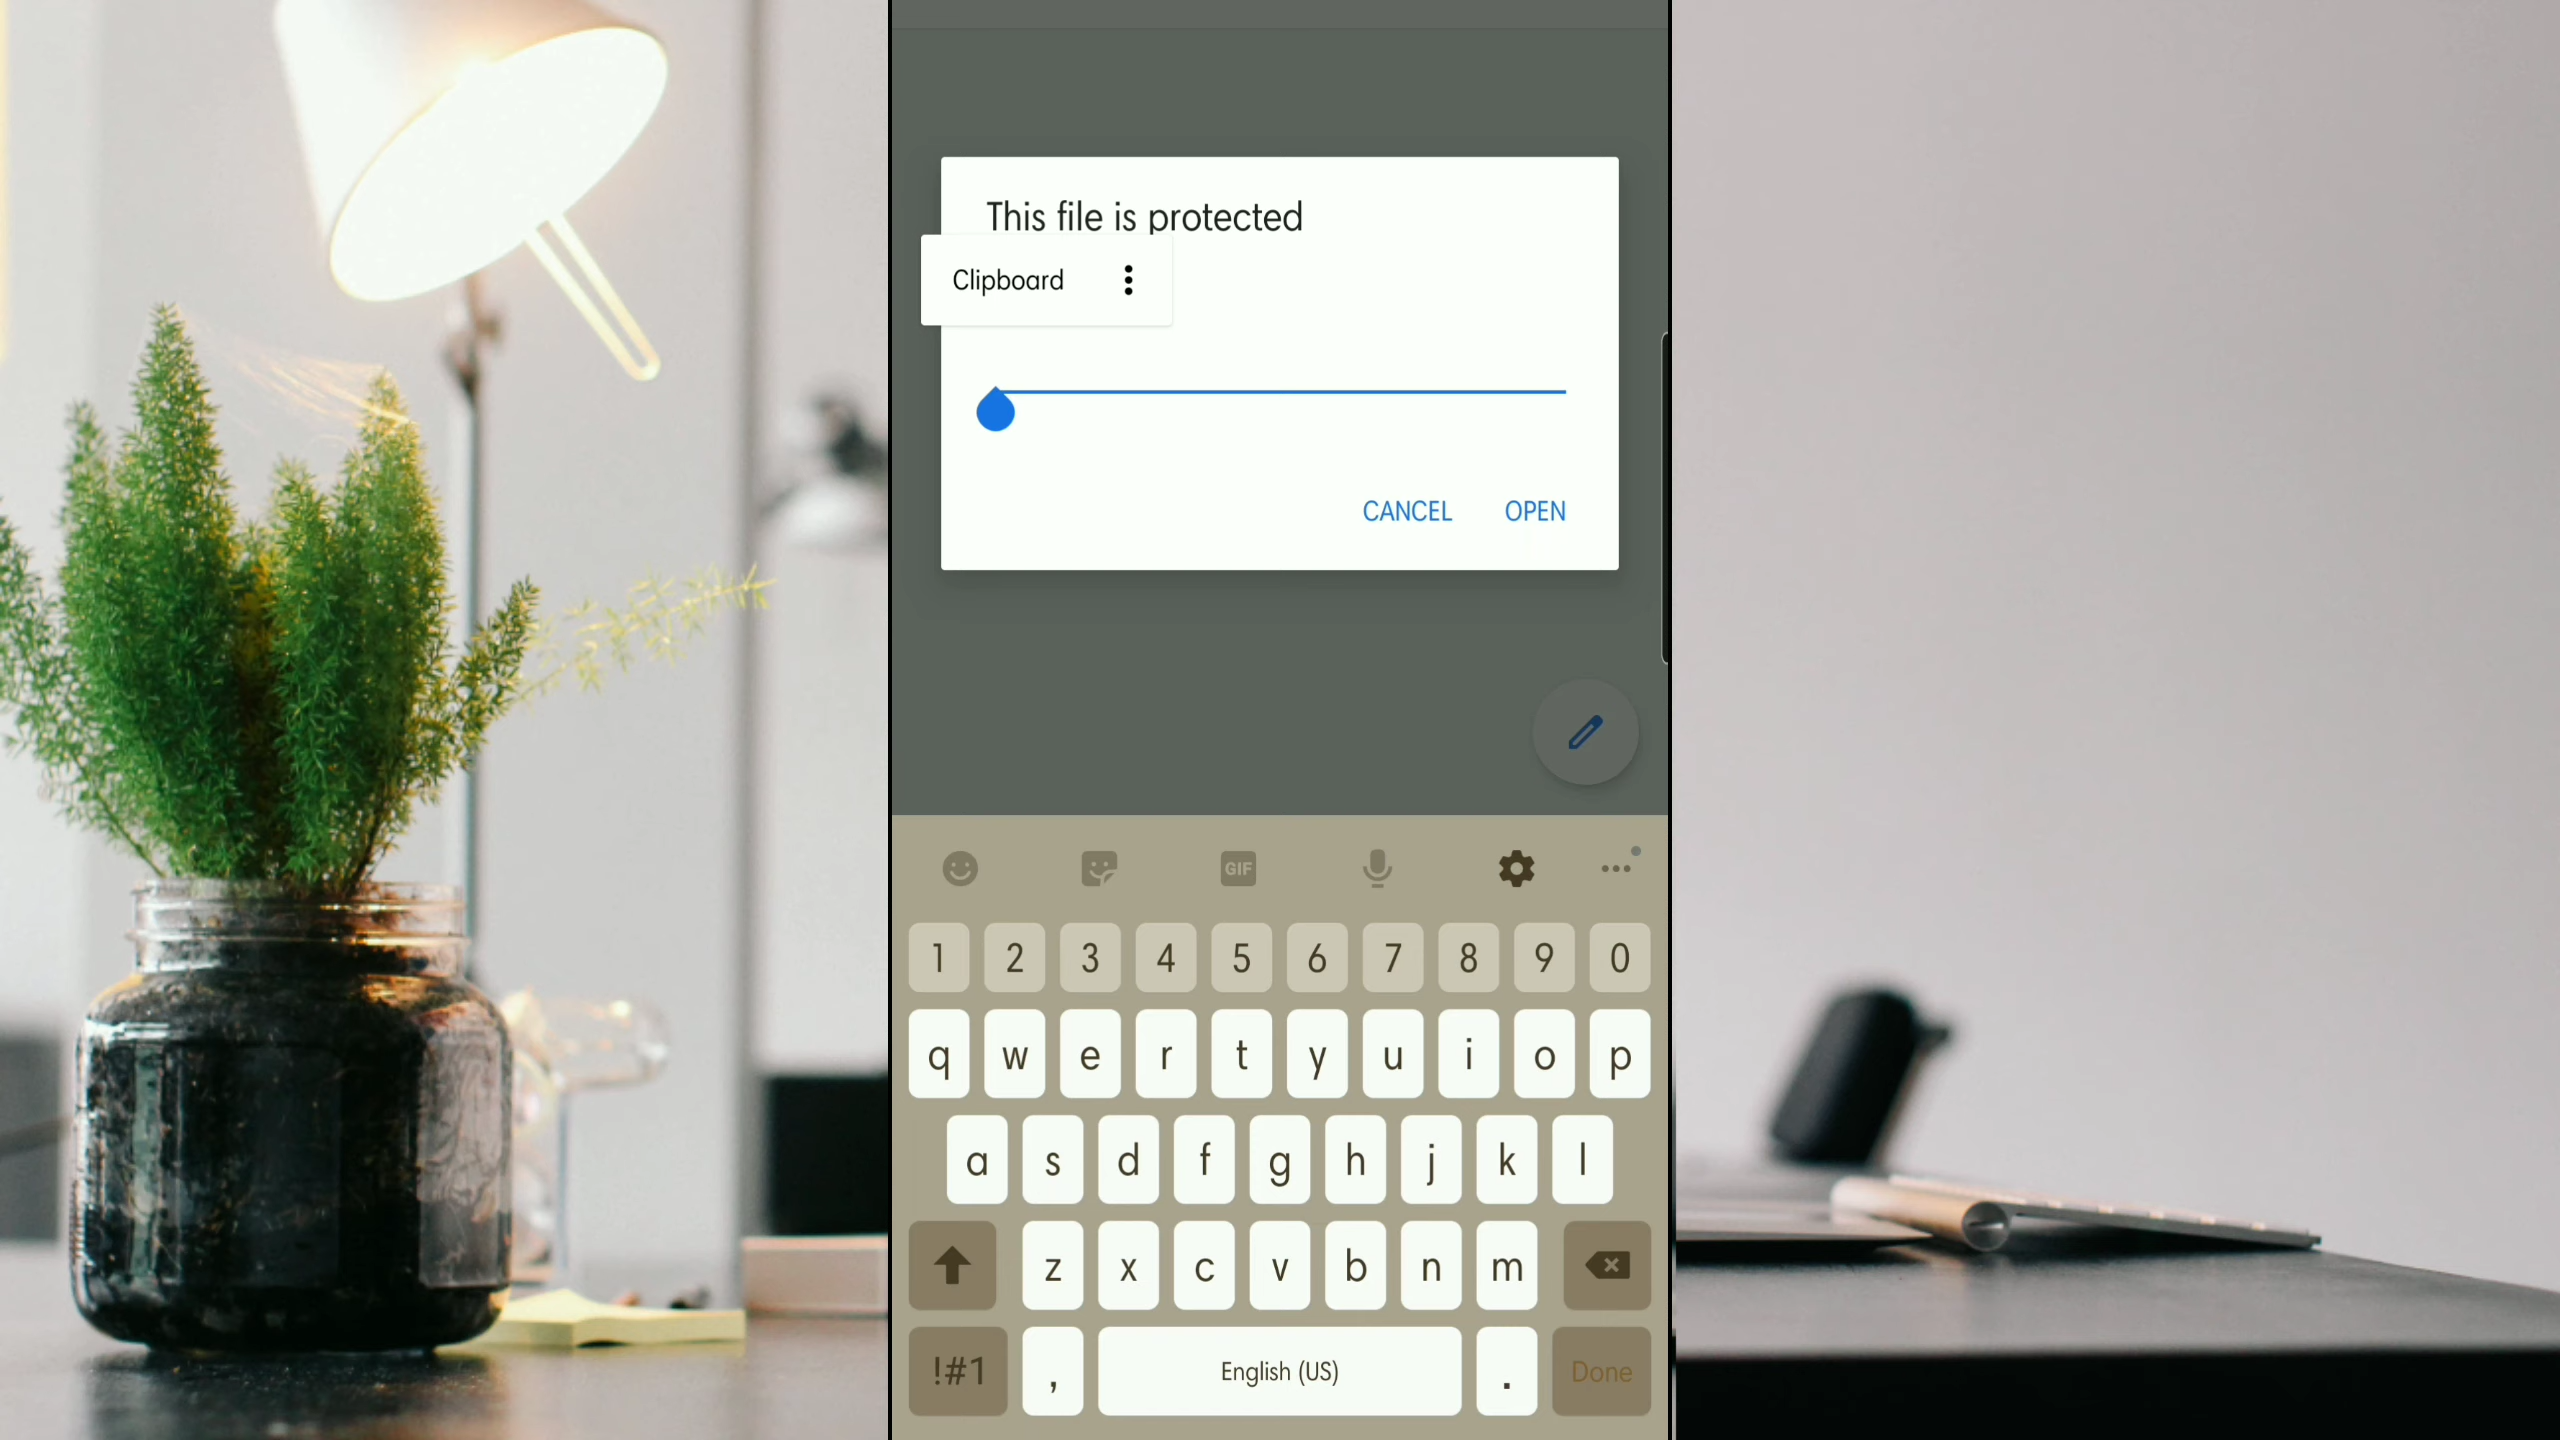 This file is protected
Clipboard
CANCEL OPEN
GIF
1 2 3 4 5 6 7 8 9 0
q w e r t y u i o p
a s d f g h j k l
z x c v b n m
!#1 , English (US) . Done